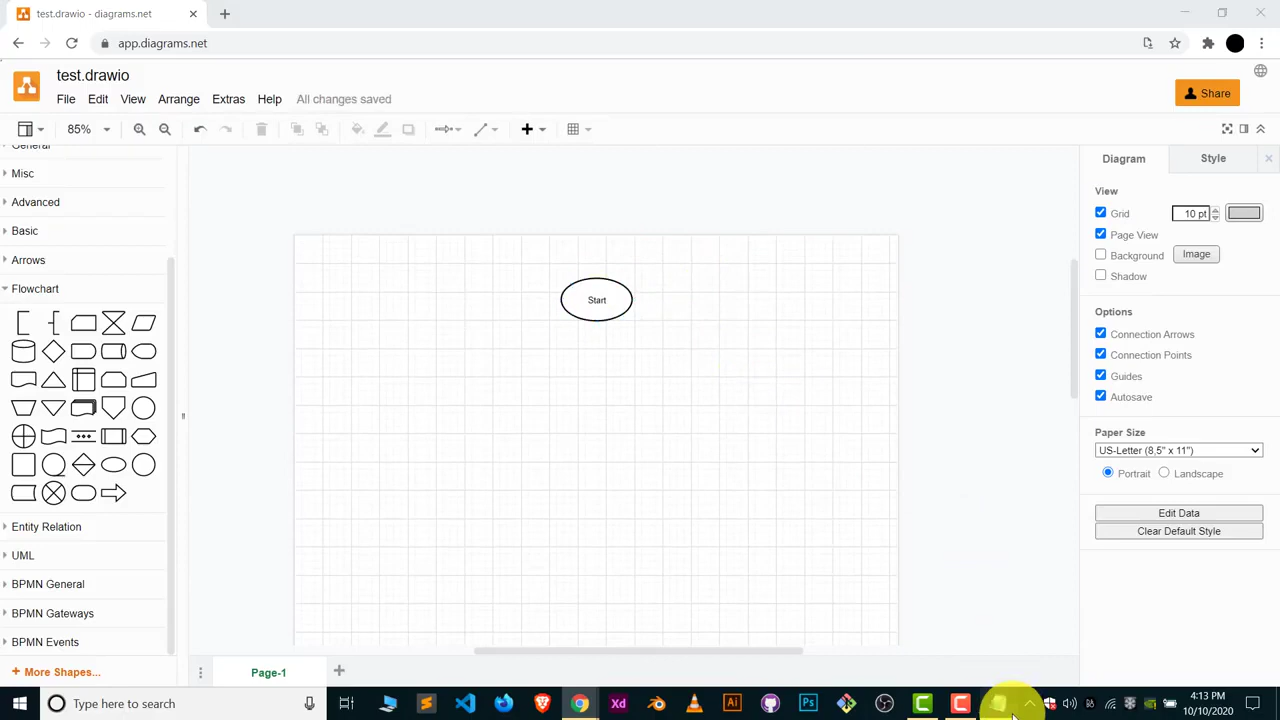 test.drawio - diagrams.net
app.diagrams.net
test.drawio
File Edit View Arrange Extras Help All changes saved
Share
85%
General
Misc
Advanced
Basic
Arrows
Flowchart
Entity Relation
UML
BPMN General
BPMN Gateways
BPMN Events
+ More Shapes...
Start
Diagram Style
View
Grid 10 pt
Page View
Background Image
Shadow
Options
Connection Arrows
Connection Points
Guides
Autosave
Paper Size
US-Letter (8,5" x 11")
Portrait Landscape
Edit Data
Clear Default Style
Page-1
Type here to search
Xd
Ai
Ps
4:13 PM
10/10/2020